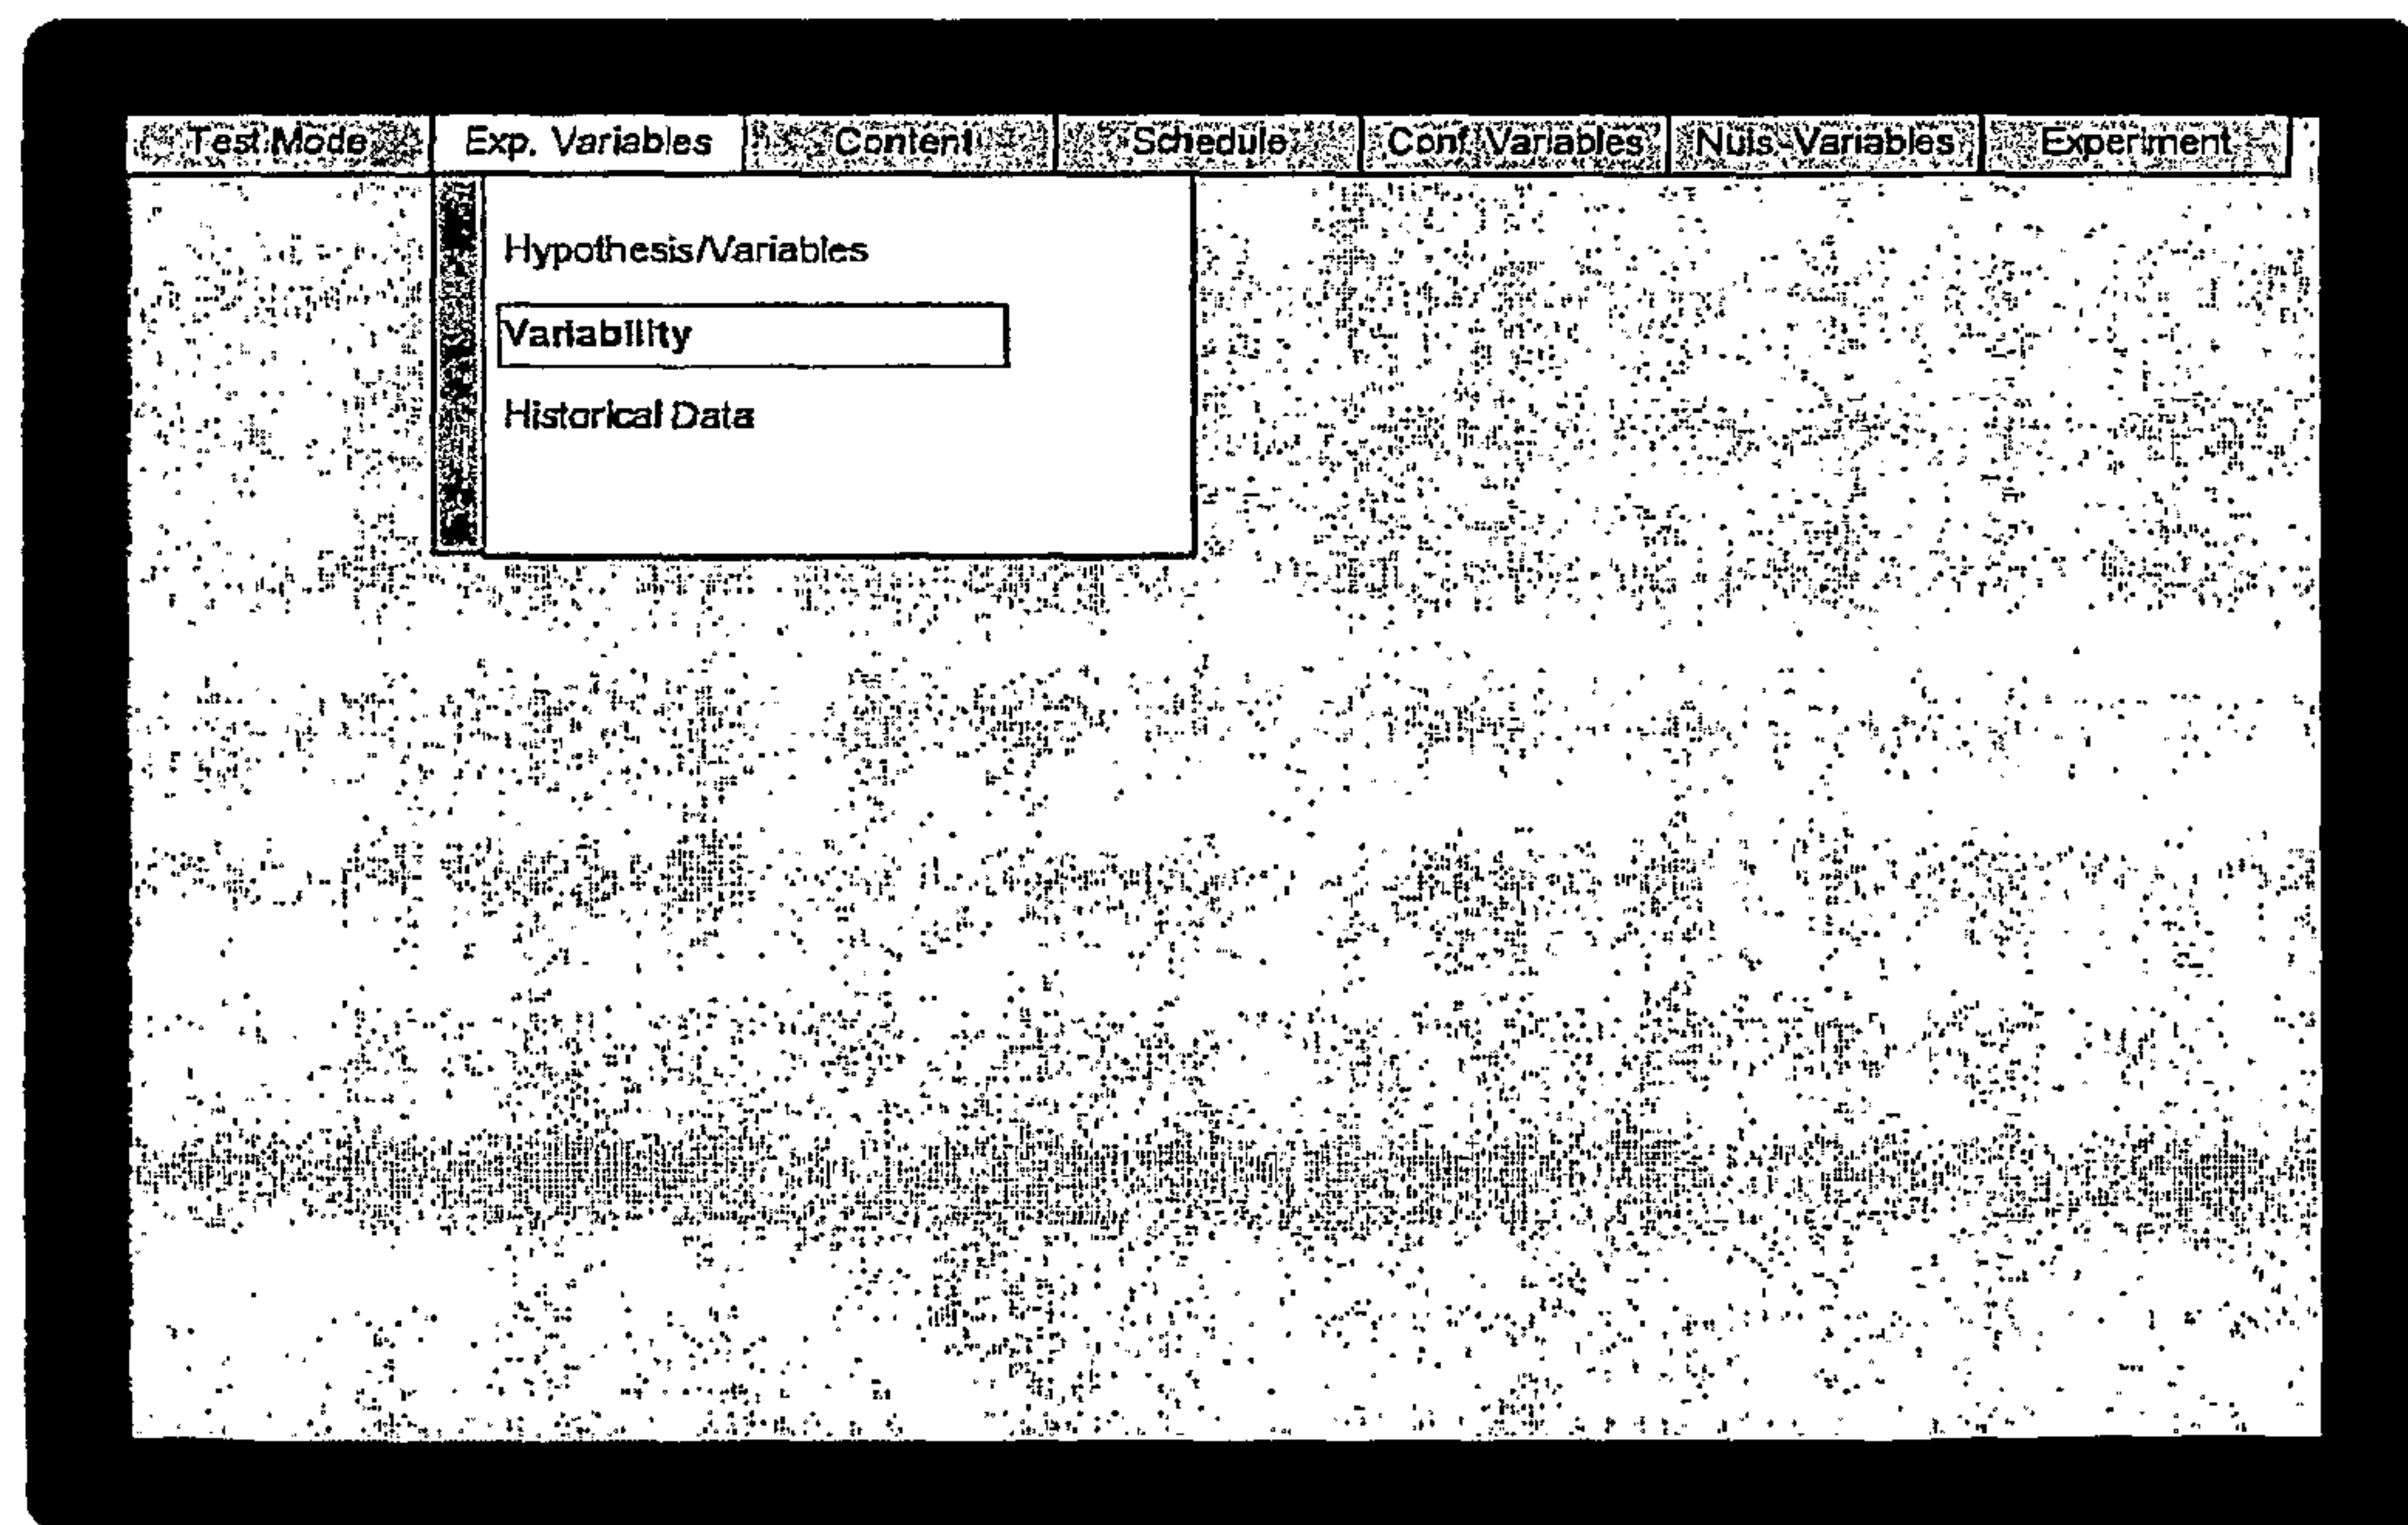 Test Mode Exp. Variables Content Schedule Conf. Variables Nuis. Variables Experiment
Hypothesis/Variables
Variability
Historical Data